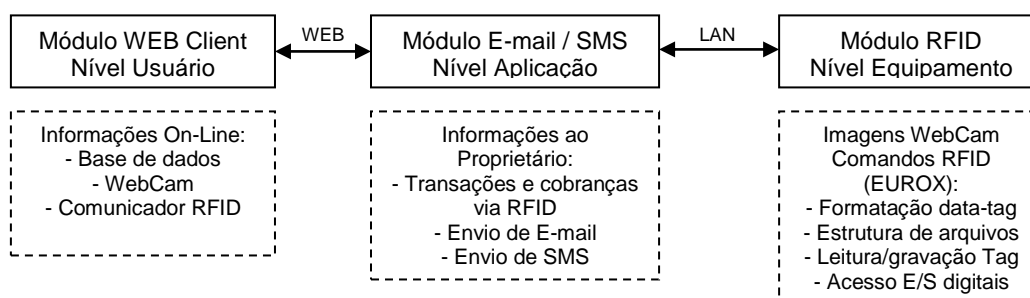 Módulo WEB Client
Nível Usuário
WEB
Módulo E-mail / SMS
Nível Aplicação
LAN
Módulo RFID
Nível Equipamento
Informações On-Line:
- Base de dados
- WebCam
- Comunicador RFID
Informações ao
Proprietário:
- Transações e cobranças
via RFID
- Envio de E-mail
- Envio de SMS
Imagens WebCam
Comandos RFID
(EUROX):
- Formatação data-tag
- Estrutura de arquivos
- Leitura/gravação Tag
- Acesso E/S digitais